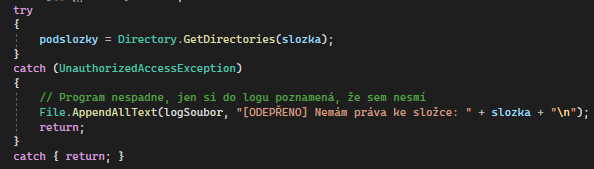 try
{
    podslozky = Directory.GetDirectories(slozka);
}
catch (UnauthorizedAccessException)
{
    // Program nespadne, jen si do logu poznamená, že sem nesmí
    File.AppendAllText(logSoubor, "[ODEPŘENO] Nemám práva ke složce: " + slozka + "\n");
    return;
}
catch { return; }